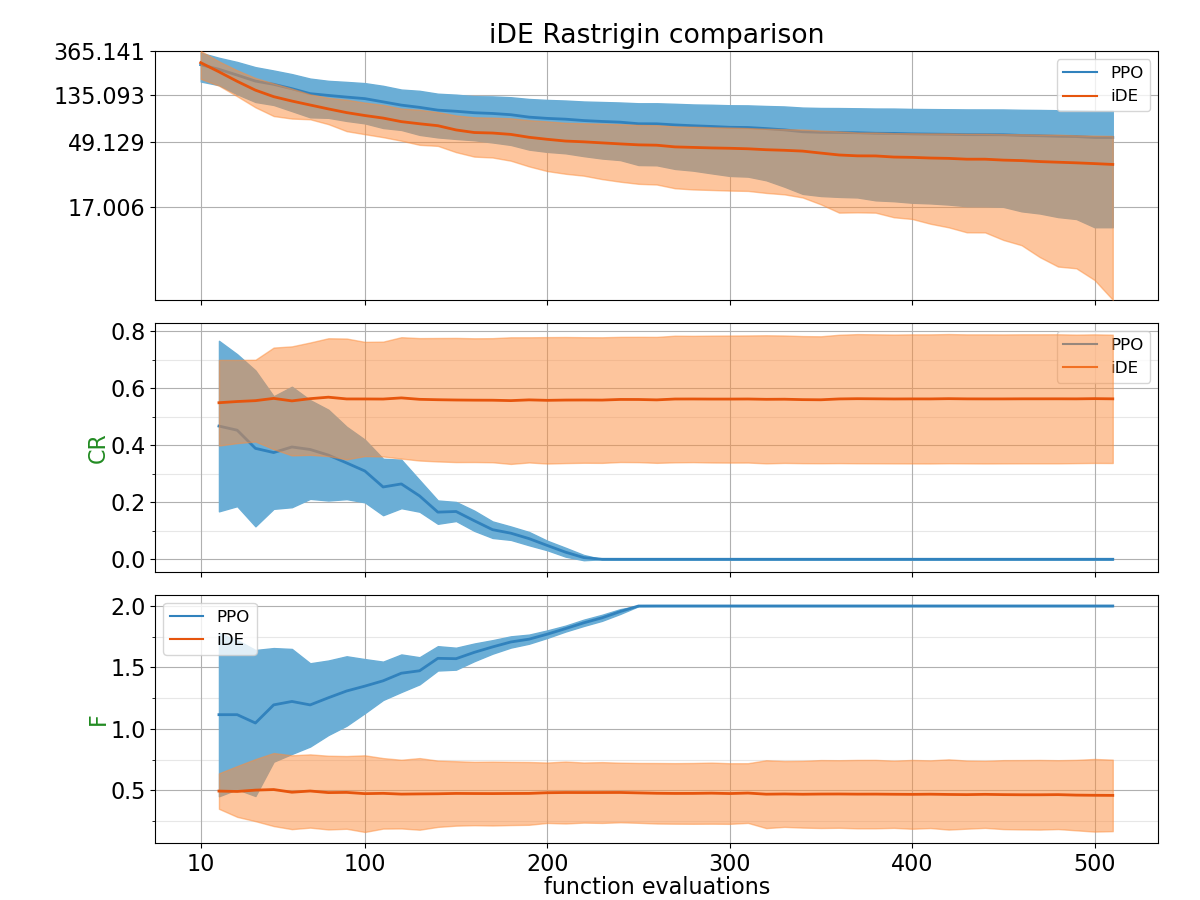 iDE Rastrigin comparison
365.141
135.093
49.129
17.006
PPO
iDE
CR
0.8
0.6
0.4
0.2
0.0
PPO
iDE
F
2.0
1.5
1.0
0.5
PPO
iDE
10 100 200 300 400 500
function evaluations